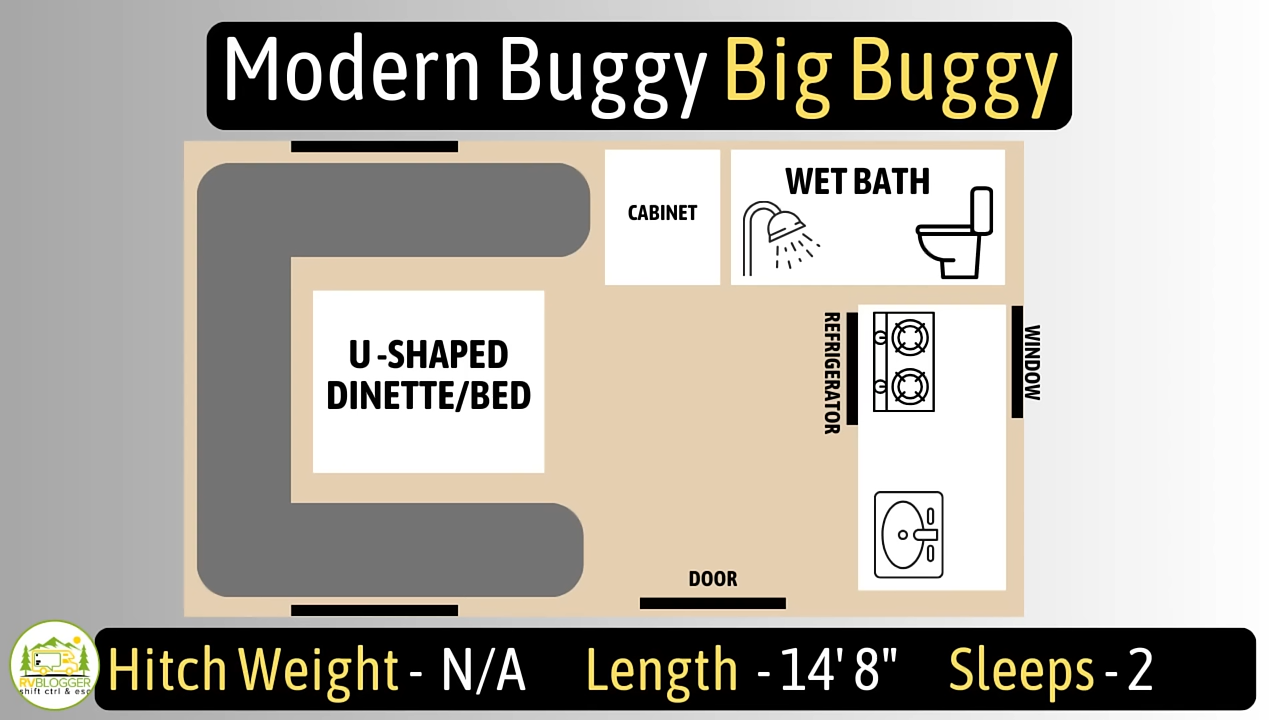 Modern Buggy Big Buggy
CABINET
WET BATH
U-SHAPED
DINETTE/BED
REFRIGERATOR
WINDOW
DOOR
Hitch Weight - N/A Length - 14' 8" Sleeps - 2
RVBLOGGER
shift ctrl & esc